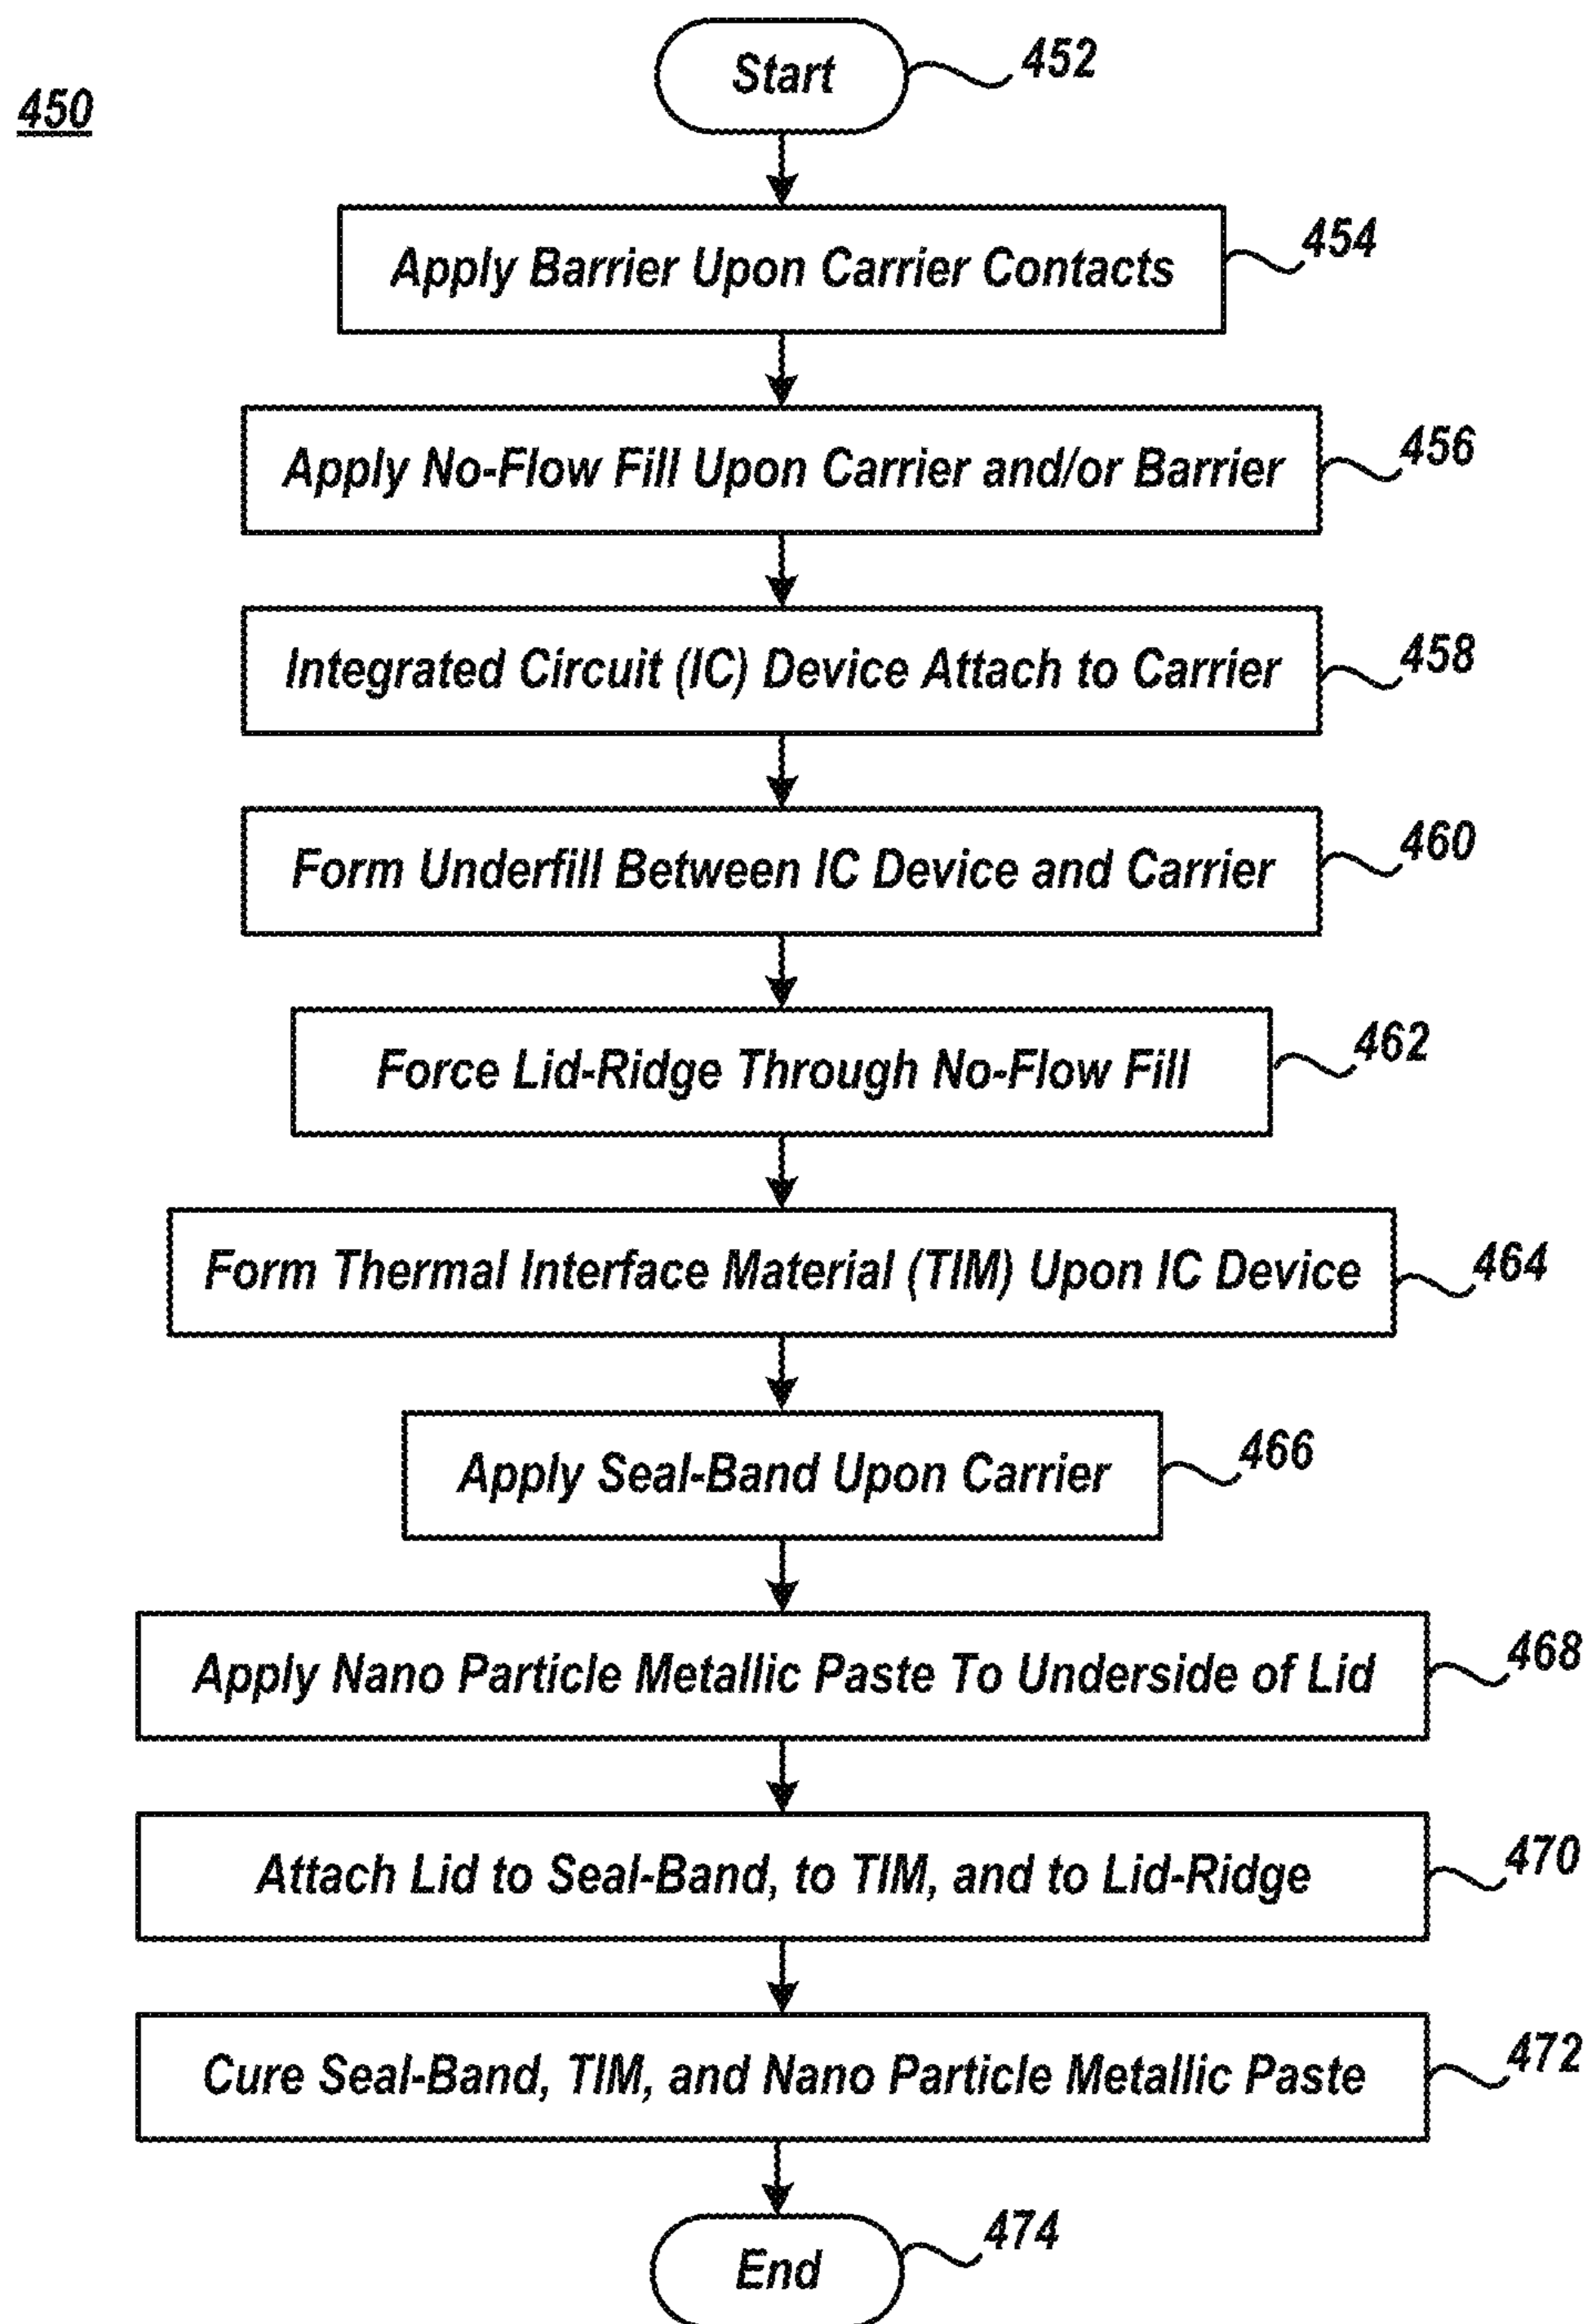 450
Start 452
Apply Barrier Upon Carrier Contacts 454
Apply No-Flow Fill Upon Carrier and/or Barrier 456
Integrated Circuit (IC) Device Attach to Carrier 458
Form Underfill Between IC Device and Carrier 460
Force Lid-Ridge Through No-Flow Fill 462
Form Thermal Interface Material (TIM) Upon IC Device 464
Apply Seal-Band Upon Carrier 466
Apply Nano Particle Metallic Paste To Underside of Lid 468
Attach Lid to Seal-Band, to TIM, and to Lid-Ridge 470
Cure Seal-Band, TIM, and Nano Particle Metallic Paste 472
End 474